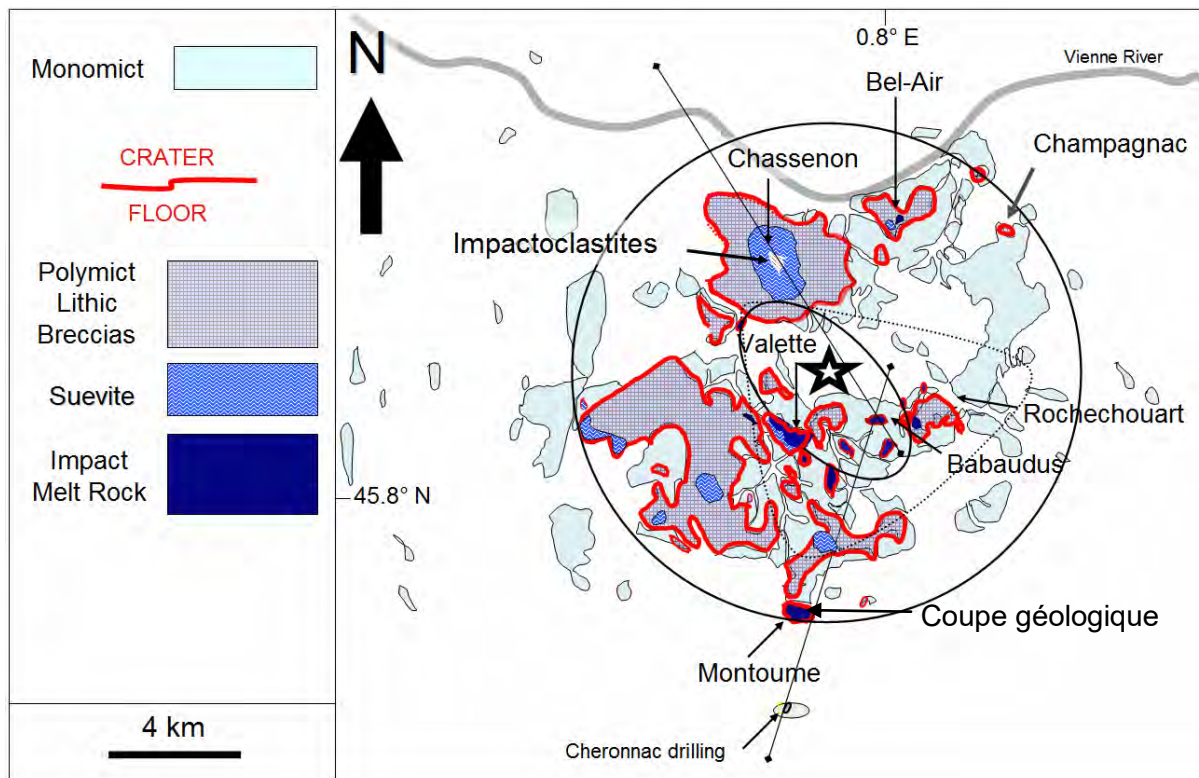 Monomict
CRATER
FLOOR
Polymict
Lithic
Breccias
Suevite
Impact
Melt Rock
4 km
N
0.8° E
Vienne River
Bel-Air
Chassenon
Champagnac
Impactoclastites
Valette
Rochechouart
Babaudus
45.8° N
Coupe géologique
Montoume
Cheronnac drilling